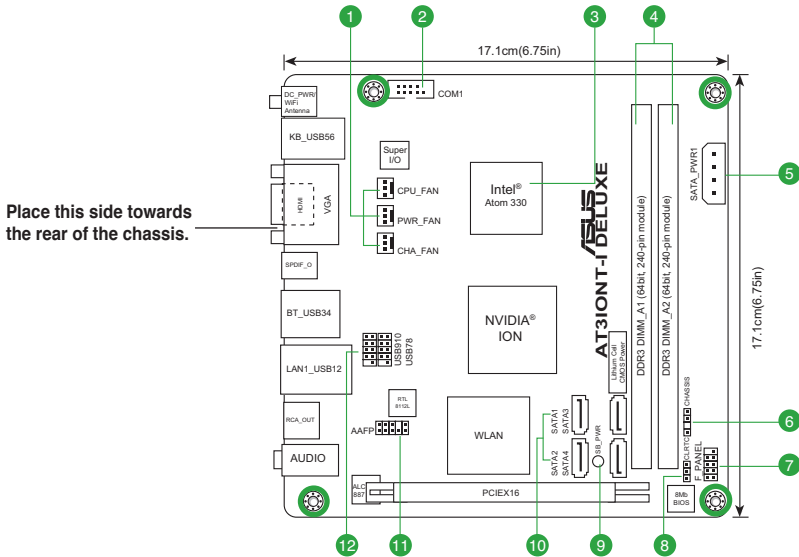 1
2
3
4
17.1cm(6.75in)
DC_PWR/
WiFi
Antenna
COM1
KB_USB56
Super
I/O
SATA_PWR1
5
Intel®
Atom 330
CPU_FAN
HDMI
VGA
PWR_FAN
Place this side towards
the rear of the chassis.
CHA_FAN
ASUS
AT3IONT-I DELUXE
DDR3 DIMM_A1 (64bit, 240-pin module)
DDR3 DIMM_A2 (64bit, 240-pin module)
17.1cm(6.75in)
SPDIF_O
BT_USB34
NVIDIA®
ION
USB910
USB78
12
Lithium Cell
CMOS Power
LAN1_USB12
RTL
8112L
CHASSIS
6
RCA_OUT
AAFP
WLAN
SATA1
SATA3
SB_PWR
SATA2
SATA4
CLRTC
F_PANEL
7
AUDIO
ALC
887
PCIEX16
8Mb
BIOS
12
11
10
9
8